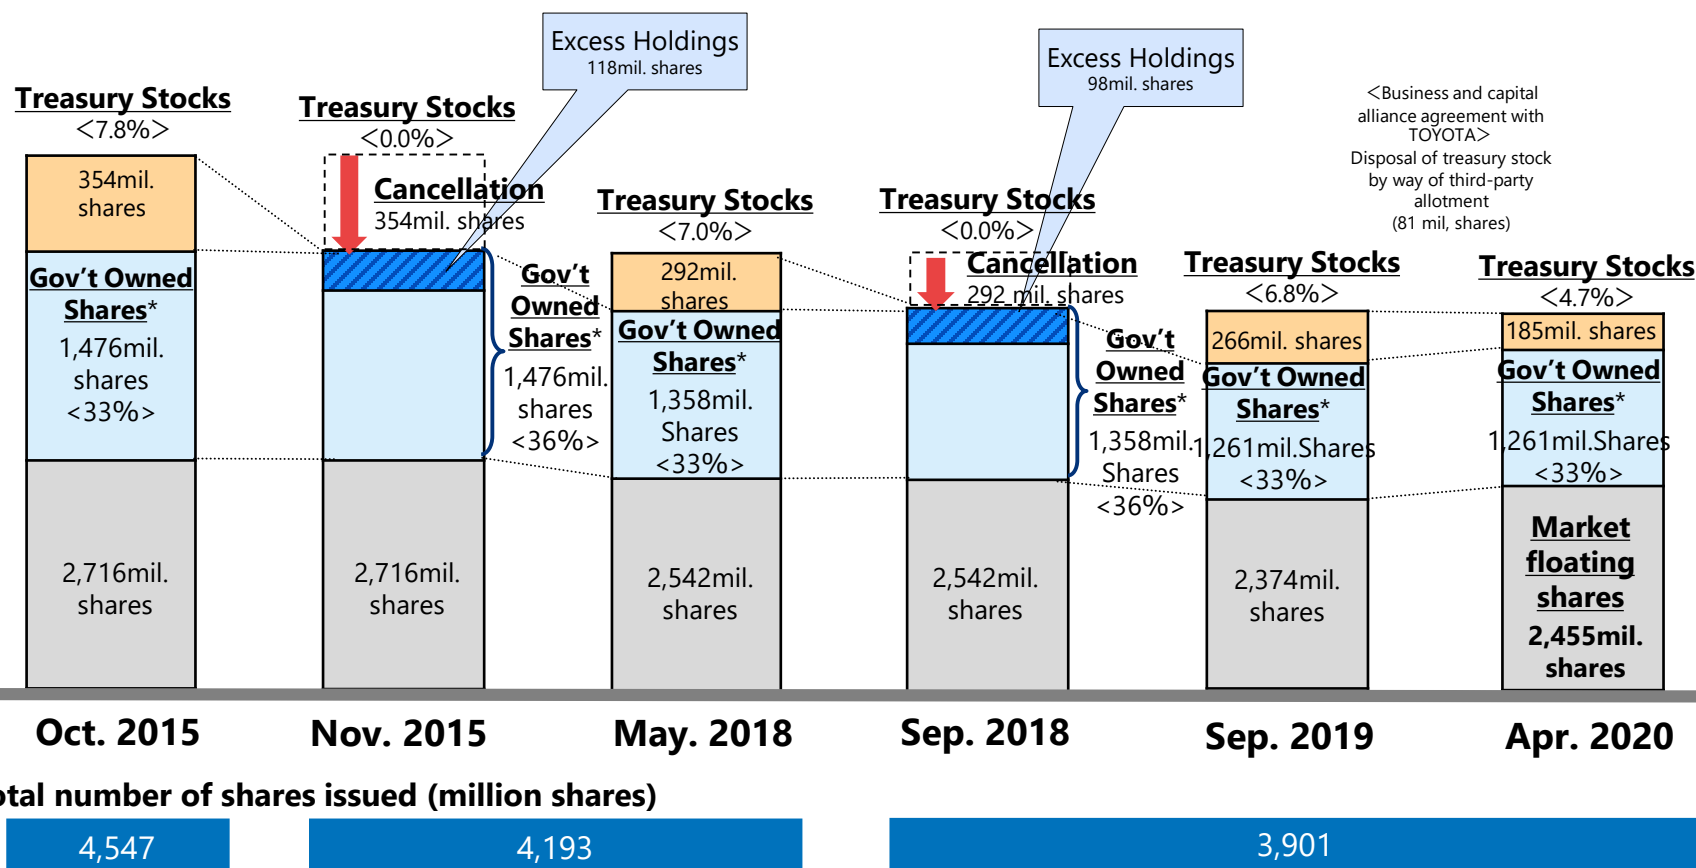 Excess Holdings
118mil. shares
Excess Holdings
98mil. shares
<Business and capital
alliance agreement with
TOYOTA>
Disposal of treasury stock
by way of third-party
allotment
(81 mil, shares)
Treasury Stocks
<7.8%>
354mil.
shares
Gov't Owned
Shares*
1,476mil.
shares
<33%>
2,716mil.
shares
Treasury Stocks
<0.0%>
Cancellation
354mil. shares
Gov't
Owned
Shares*
1,476mil.
shares
<36%>
2,716mil.
shares
Treasury Stocks
<7.0%>
292mil.
shares
Gov't Owned
Shares*
1,358mil.
Shares
<33%>
2,542mil.
shares
Treasury Stocks
<0.0%>
Cancellation
292 mil. shares
Gov't
Owned
Shares*
1,358mil.
Shares
<36%>
2,542mil.
shares
Treasury Stocks
<6.8%>
266mil. shares
Gov't Owned
Shares*
1,261mil.Shares
<33%>
2,374mil.
shares
Treasury Stocks
<4.7%>
185mil. shares
Gov't Owned
Shares*
1,261mil.Shares
<33%>
Market
floating
shares
2,455mil.
shares
Oct. 2015
Nov. 2015
May. 2018
Sep. 2018
Sep. 2019
Apr. 2020
otal number of shares issued (million shares)
4,547
4,193
3,901